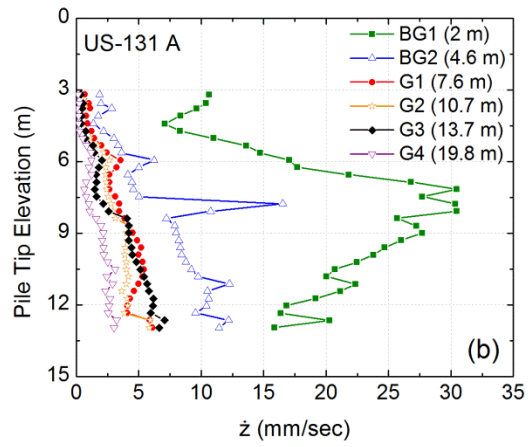 0
3
6
9
12
15
Pile Tip Elevation (m)
US-131 A
BG1 (2 m)
BG2 (4.6 m)
G1 (7.6 m)
G2 (10.7 m)
G3 (13.7 m)
G4 (19.8 m)
(b)
0 5 10 15 20 25 30 35
ż (mm/sec)